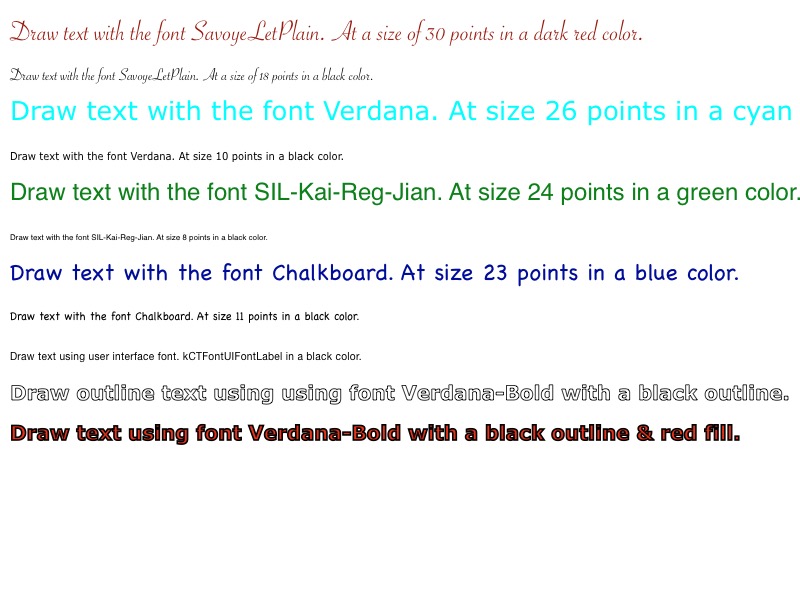 Draw text with the font SavoyeLetPlain. At a size of 30 points in a dark red color.
Draw text with the font SavoyeLetPlain. At a size of 18 points in a black color.
Draw text with the font Verdana. At size 26 points in a cyan
Draw text with the font Verdana. At size 10 points in a black color.
Draw text with the font SIL-Kai-Reg-Jian. At size 24 points in a green color.
Draw text with the font SIL-Kai-Reg-Jian. At size 8 points in a black color.
Draw text with the font Chalkboard. At size 23 points in a blue color.
Draw text with the font Chalkboard. At size 11 points in a black color.
Draw text using user interface font. kCTFontUIFontLabel in a black color.
Draw outline text using using font Verdana-Bold with a black outline.
Draw text using font Verdana-Bold with a black outline & red fill.